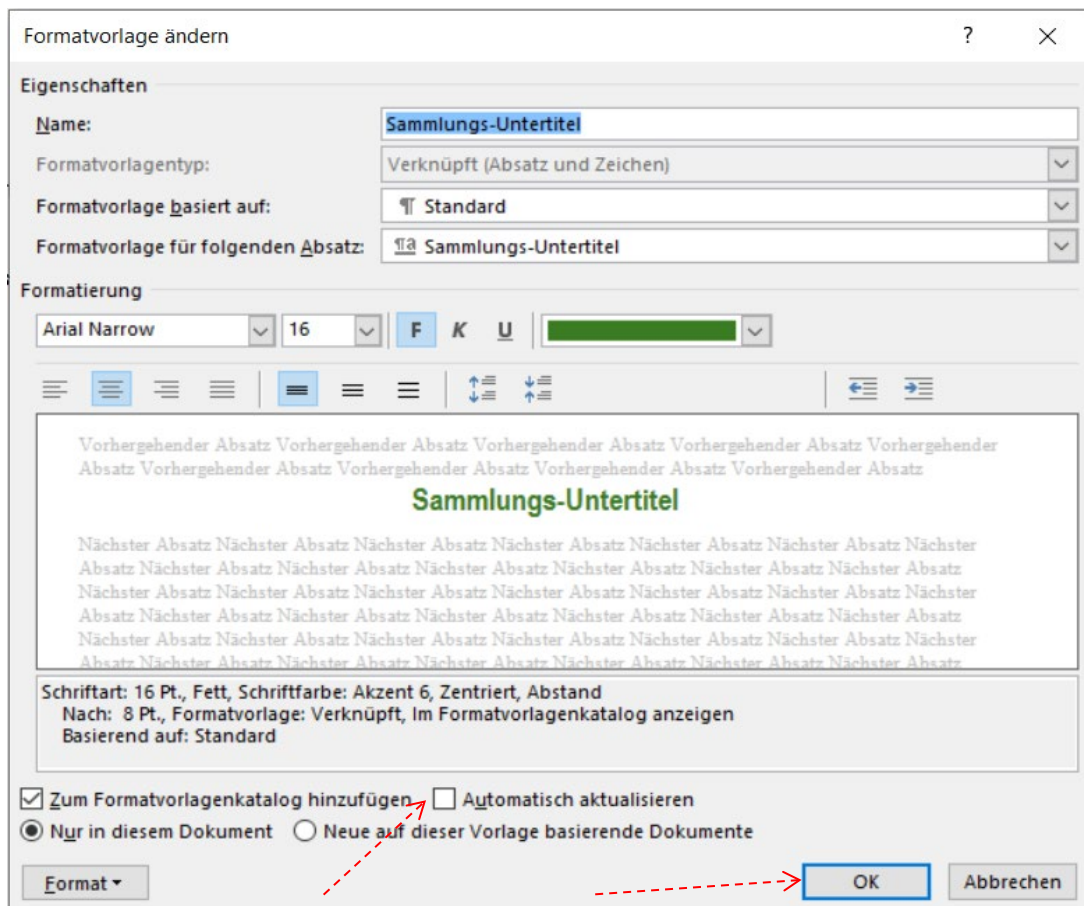 Formatvorlage ändern
?
Eigenschaften
Name: Sammlungs-Untertitel
Formatvorlagentyp: Verknüpft (Absatz und Zeichen)
Formatvorlage basiert auf: ¶ Standard
Formatvorlage für folgenden Absatz: ¶a Sammlungs-Untertitel
Formatierung
Arial Narrow 16 F K U
Vorhergehender Absatz Vorhergehender Absatz Vorhergehender Absatz Vorhergehender Absatz Vorhergehender
Absatz Vorhergehender Absatz Vorhergehender Absatz Vorhergehender Absatz Vorhergehender Absatz
Sammlungs-Untertitel
Nächster Absatz Nächster Absatz Nächster Absatz Nächster Absatz Nächster Absatz Nächster Absatz Nächster
Absatz Nächster Absatz Nächster Absatz Nächster Absatz Nächster Absatz Nächster Absatz
Nächster Absatz Nächster Absatz Nächster Absatz Nächster Absatz Nächster Absatz Nächster Absatz Nächster
Absatz Nächster Absatz Nächster Absatz Nächster Absatz Nächster Absatz Nächster Absatz
Nächster Absatz Nächster Absatz Nächster Absatz Nächster Absatz Nächster Absatz Nächster Absatz Nächster
Absatz Nächster Absatz Nächster Absatz Nächster Absatz Nächster Absatz Nächster Absatz
Schriftart: 16 Pt., Fett, Schriftfarbe: Akzent 6, Zentriert, Abstand
Nach: 8 Pt., Formatvorlage: Verknüpft, Im Formatvorlagenkatalog anzeigen
Basierend auf: Standard
Zum Formatvorlagenkatalog hinzufügen Automatisch aktualisieren
Nur in diesem Dokument Neue auf dieser Vorlage basierende Dokumente
Format OK Abbrechen